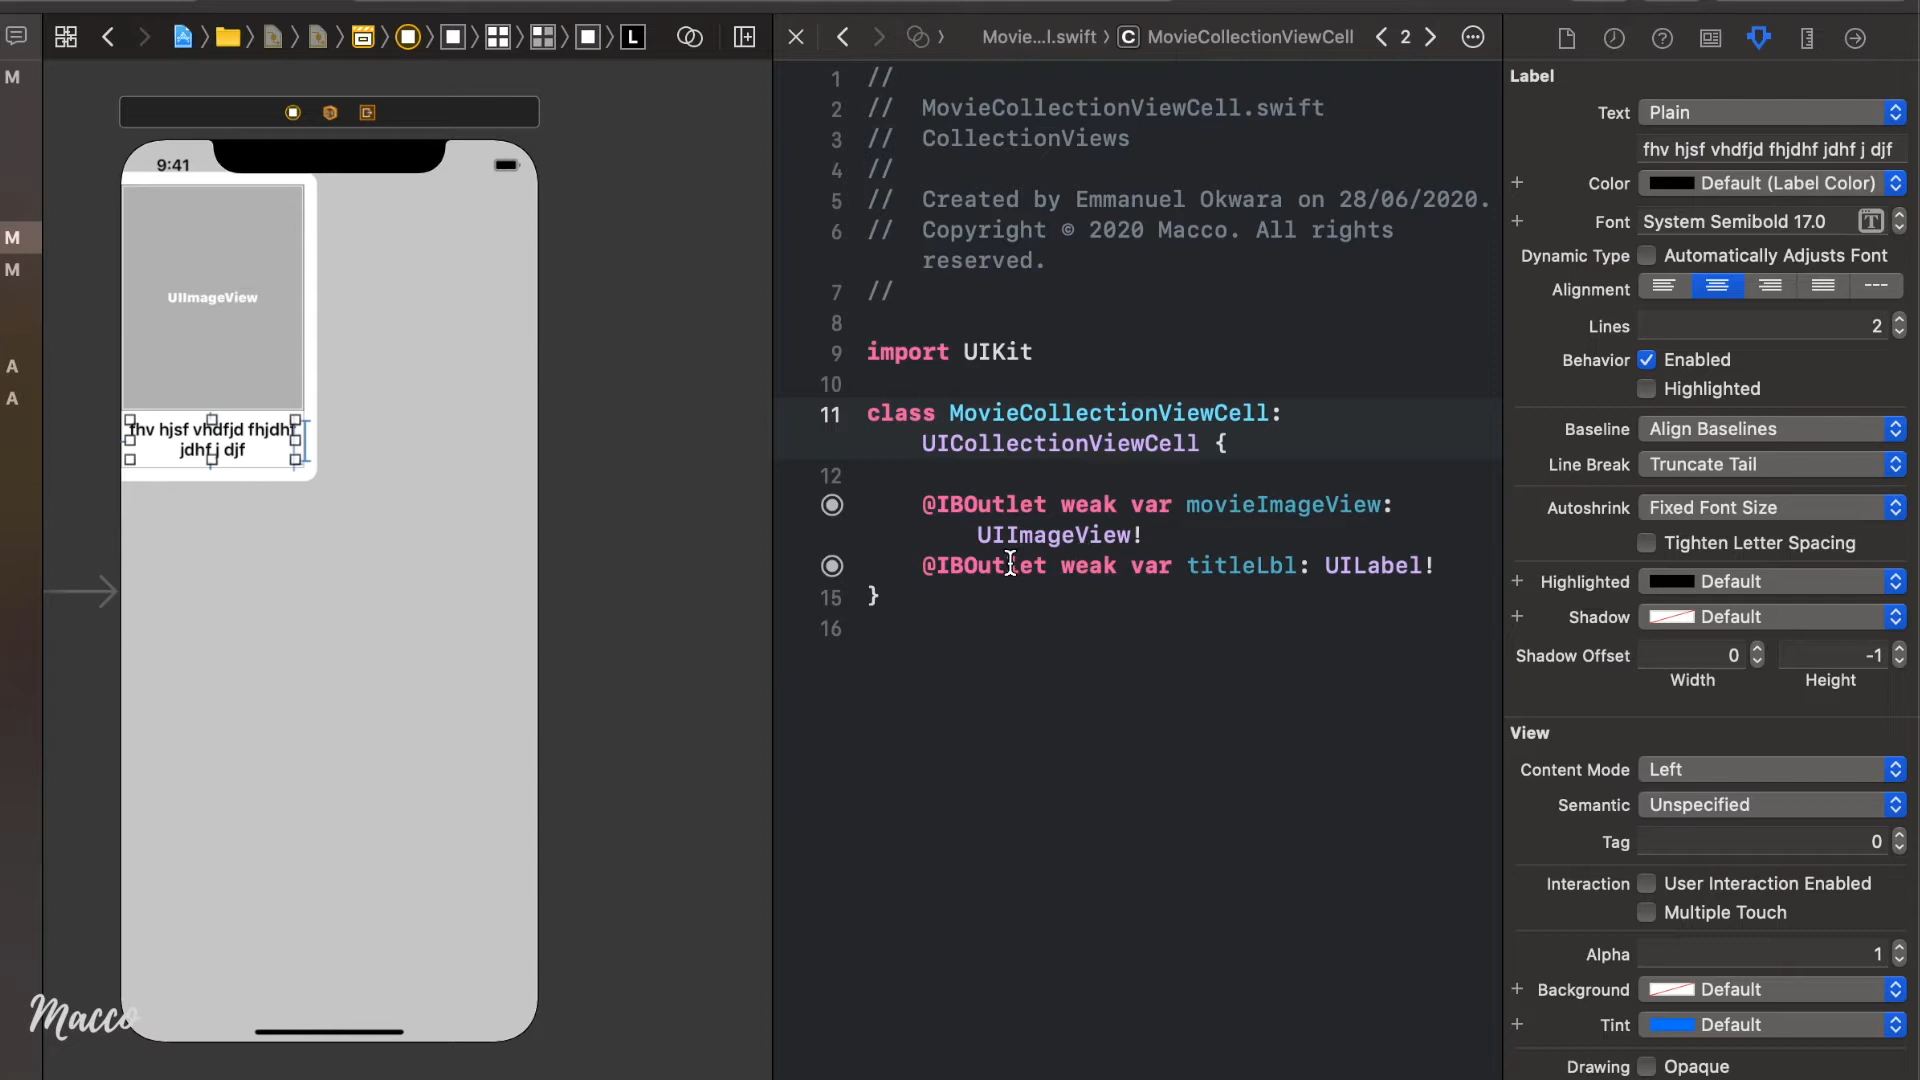 Movie...l.swift
C
MovieCollectionViewCell
2
L
M
M
M
A
A
9:41
UIImageView
fhv hjsf vhdfjd fhjdhf
jdhf j djf
Macco
1 //
2 // MovieCollectionViewCell.swift
3 // CollectionViews
4 //
5 // Created by Emmanuel Okwara on 28/06/2020.
6 // Copyright © 2020 Macco. All rights
reserved.
7 //
8
9 import UIKit
10
11 class MovieCollectionViewCell:
UICollectionViewCell {
12
@IBOutlet weak var movieImageView:
UIImageView!
@IBOutlet weak var titleLbl: UILabel!
15 }
16
Label
Text Plain
fhv hjsf vhdfjd fhjdhf jdhf j djf
+ Color Default (Label Color)
+ Font System Semibold 17.0 T
Dynamic Type Automatically Adjusts Font
Alignment ---
Lines 2
Behavior Enabled
Highlighted
Baseline Align Baselines
Line Break Truncate Tail
Autoshrink Fixed Font Size
Tighten Letter Spacing
+ Highlighted Default
+ Shadow Default
Shadow Offset 0 -1
Width Height
View
Content Mode Left
Semantic Unspecified
Tag 0
Interaction User Interaction Enabled
Multiple Touch
Alpha 1
+ Background Default
+ Tint Default
Drawing Opaque